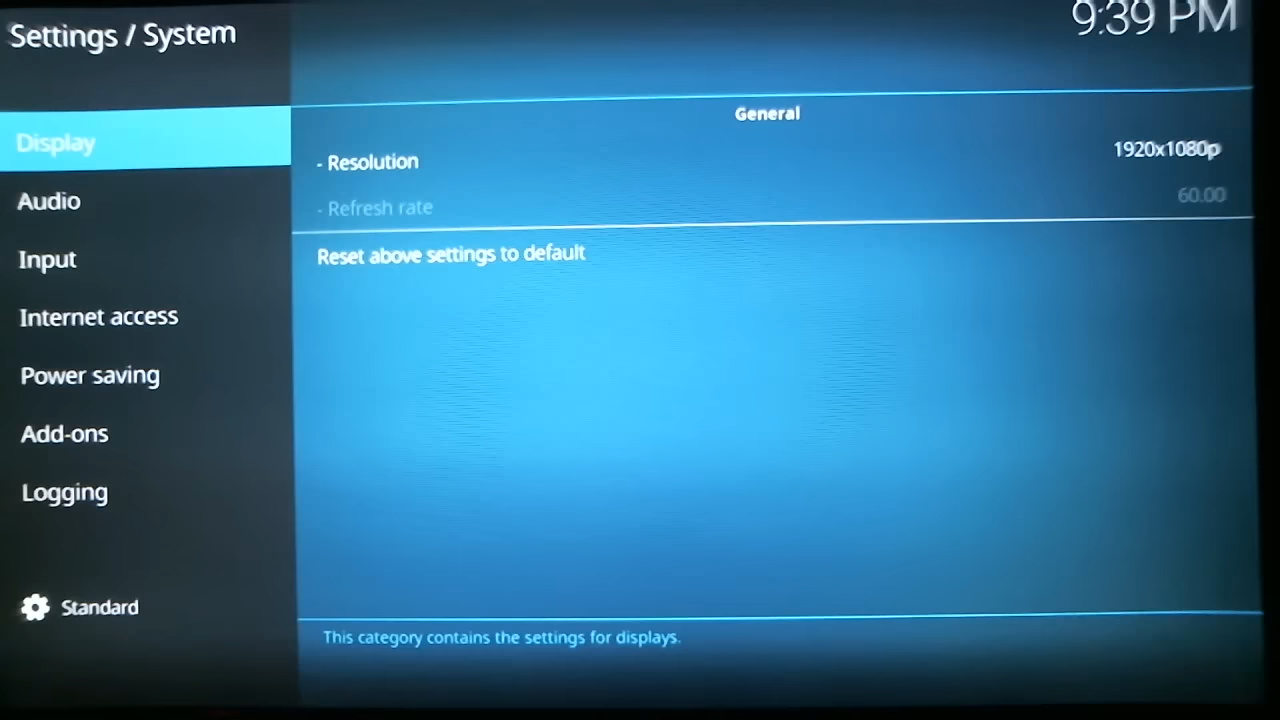 Settings / System
9:39 PM
Display
Audio
Input
Internet access
Power saving
Add-ons
Logging
Standard
General
- Resolution 1920x1080p
- Refresh rate 60.00
Reset above settings to default
This category contains the settings for displays.